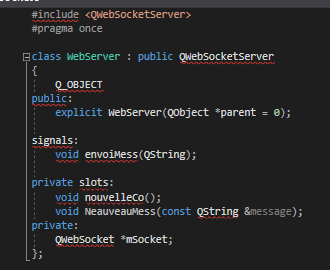 #include <QWebSocketServer>
#pragma once
class WebServer : public QWebSocketServer
{
Q_OBJECT
public:
explicit WebServer(QObject *parent = 0);
signals:
void envoiMess(QString);
private slots:
void nouvelleCo();
void NeauveauMess(const QString &message);
private:
QWebSocket *mSocket;
};